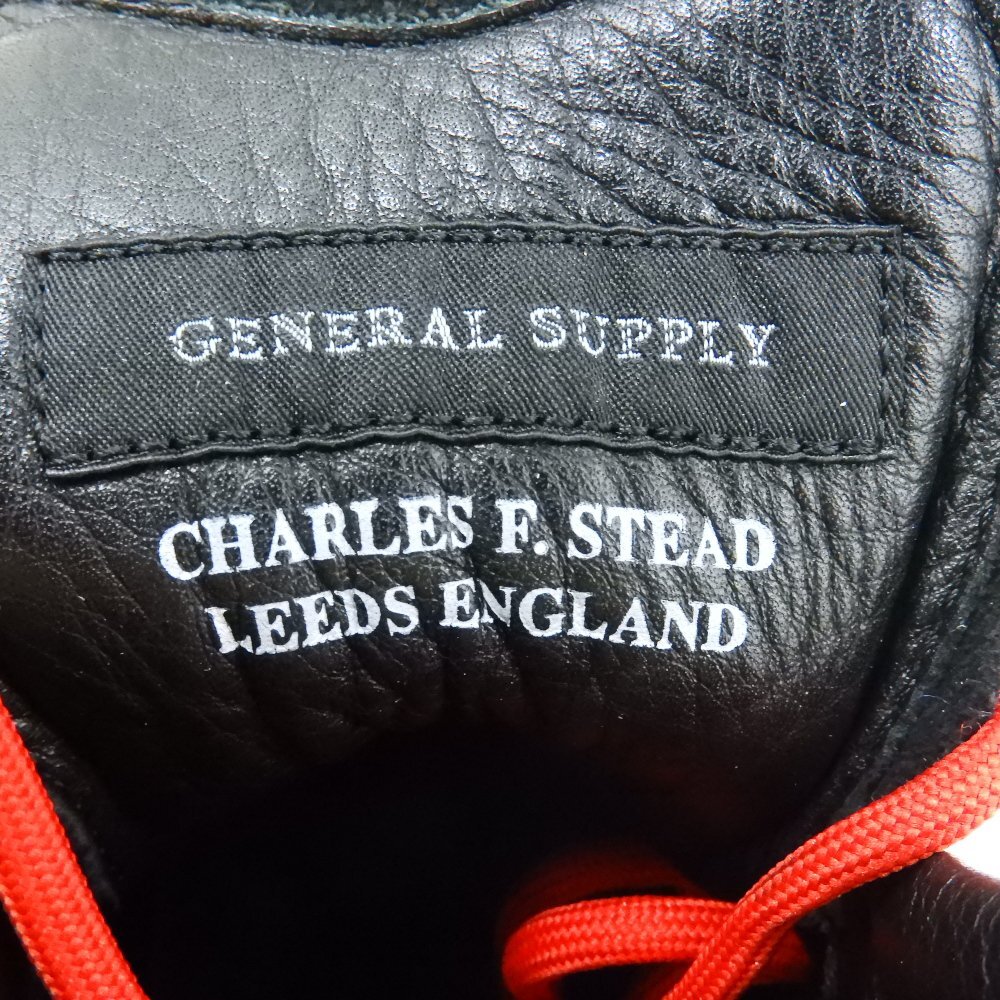 GENERAL SUPPLY
CHARLES F. STEAD
LEEDS ENGLAND